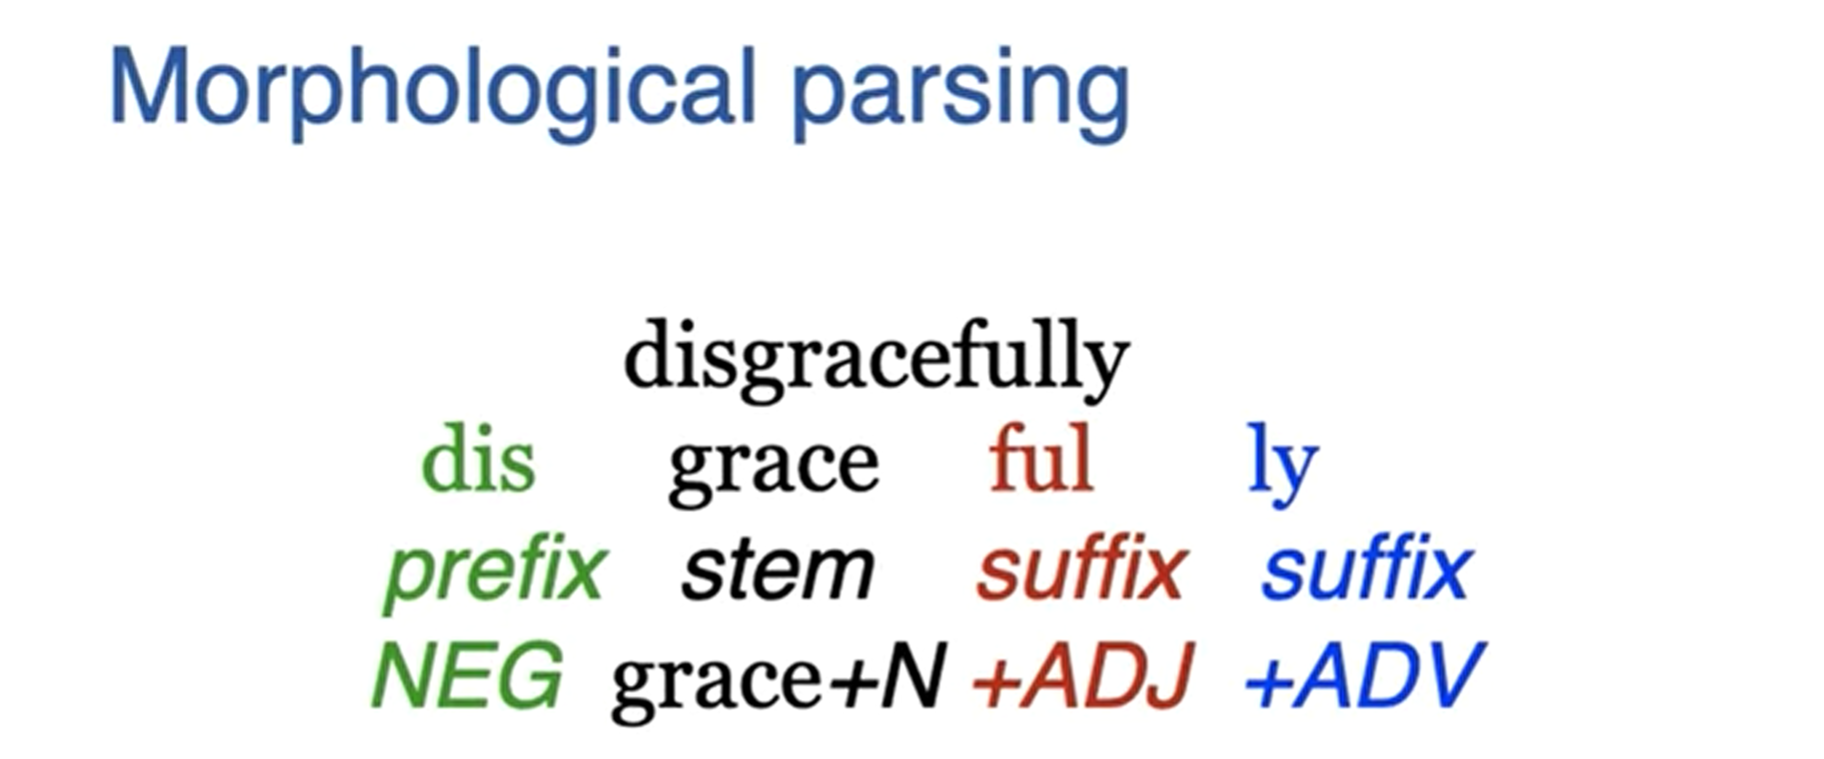 Morphological parsing
disgracefully
dis grace ful ly
prefix stem suffix suffix
NEG grace+N +ADJ +ADV